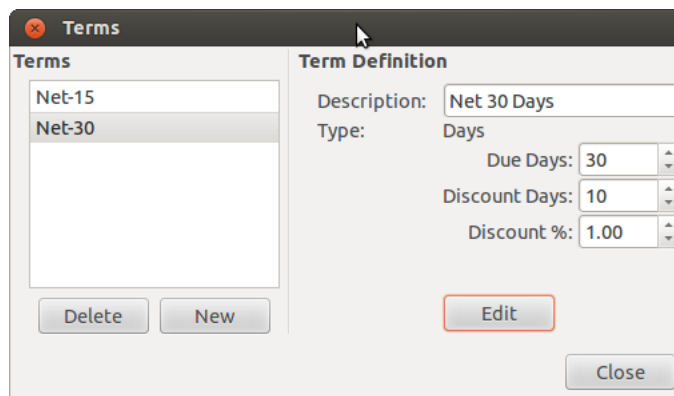 Terms
Terms
Net-15
Net-30
Delete
New
Term Definition
Description: Net 30 Days
Type: Days
Due Days: 30
Discount Days: 10
Discount %: 1.00
Edit
Close